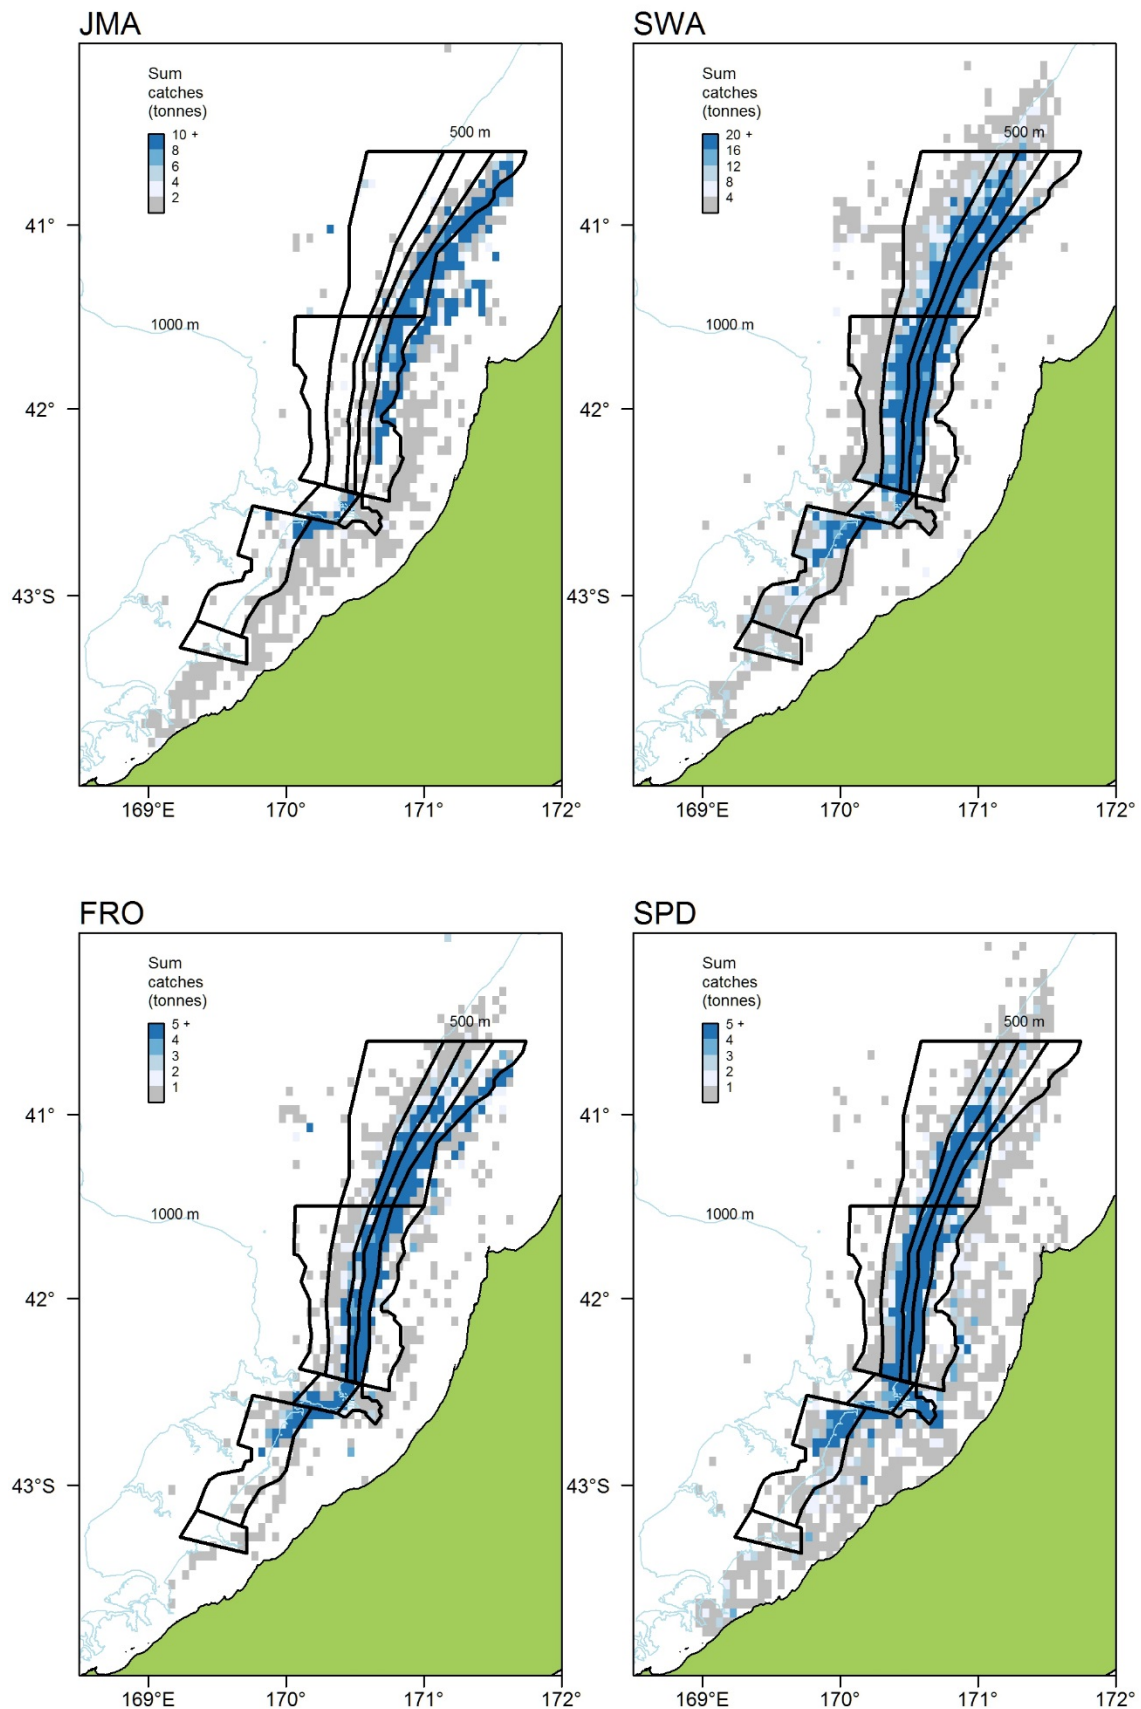 JMA
Sum
catches
(tonnes)
10 +
8
6
4
2
500 m
1000 m
41°
42°
43°S
169°E
170°
171°
172°
SWA
Sum
catches
(tonnes)
20 +
16
12
8
4
500 m
1000 m
41°
42°
43°S
169°E
170°
171°
172°
FRO
Sum
catches
(tonnes)
5 +
4
3
2
1
500 m
1000 m
41°
42°
43°S
169°E
170°
171°
172°
SPD
Sum
catches
(tonnes)
5 +
4
3
2
1
500 m
1000 m
41°
42°
43°S
169°E
170°
171°
172°